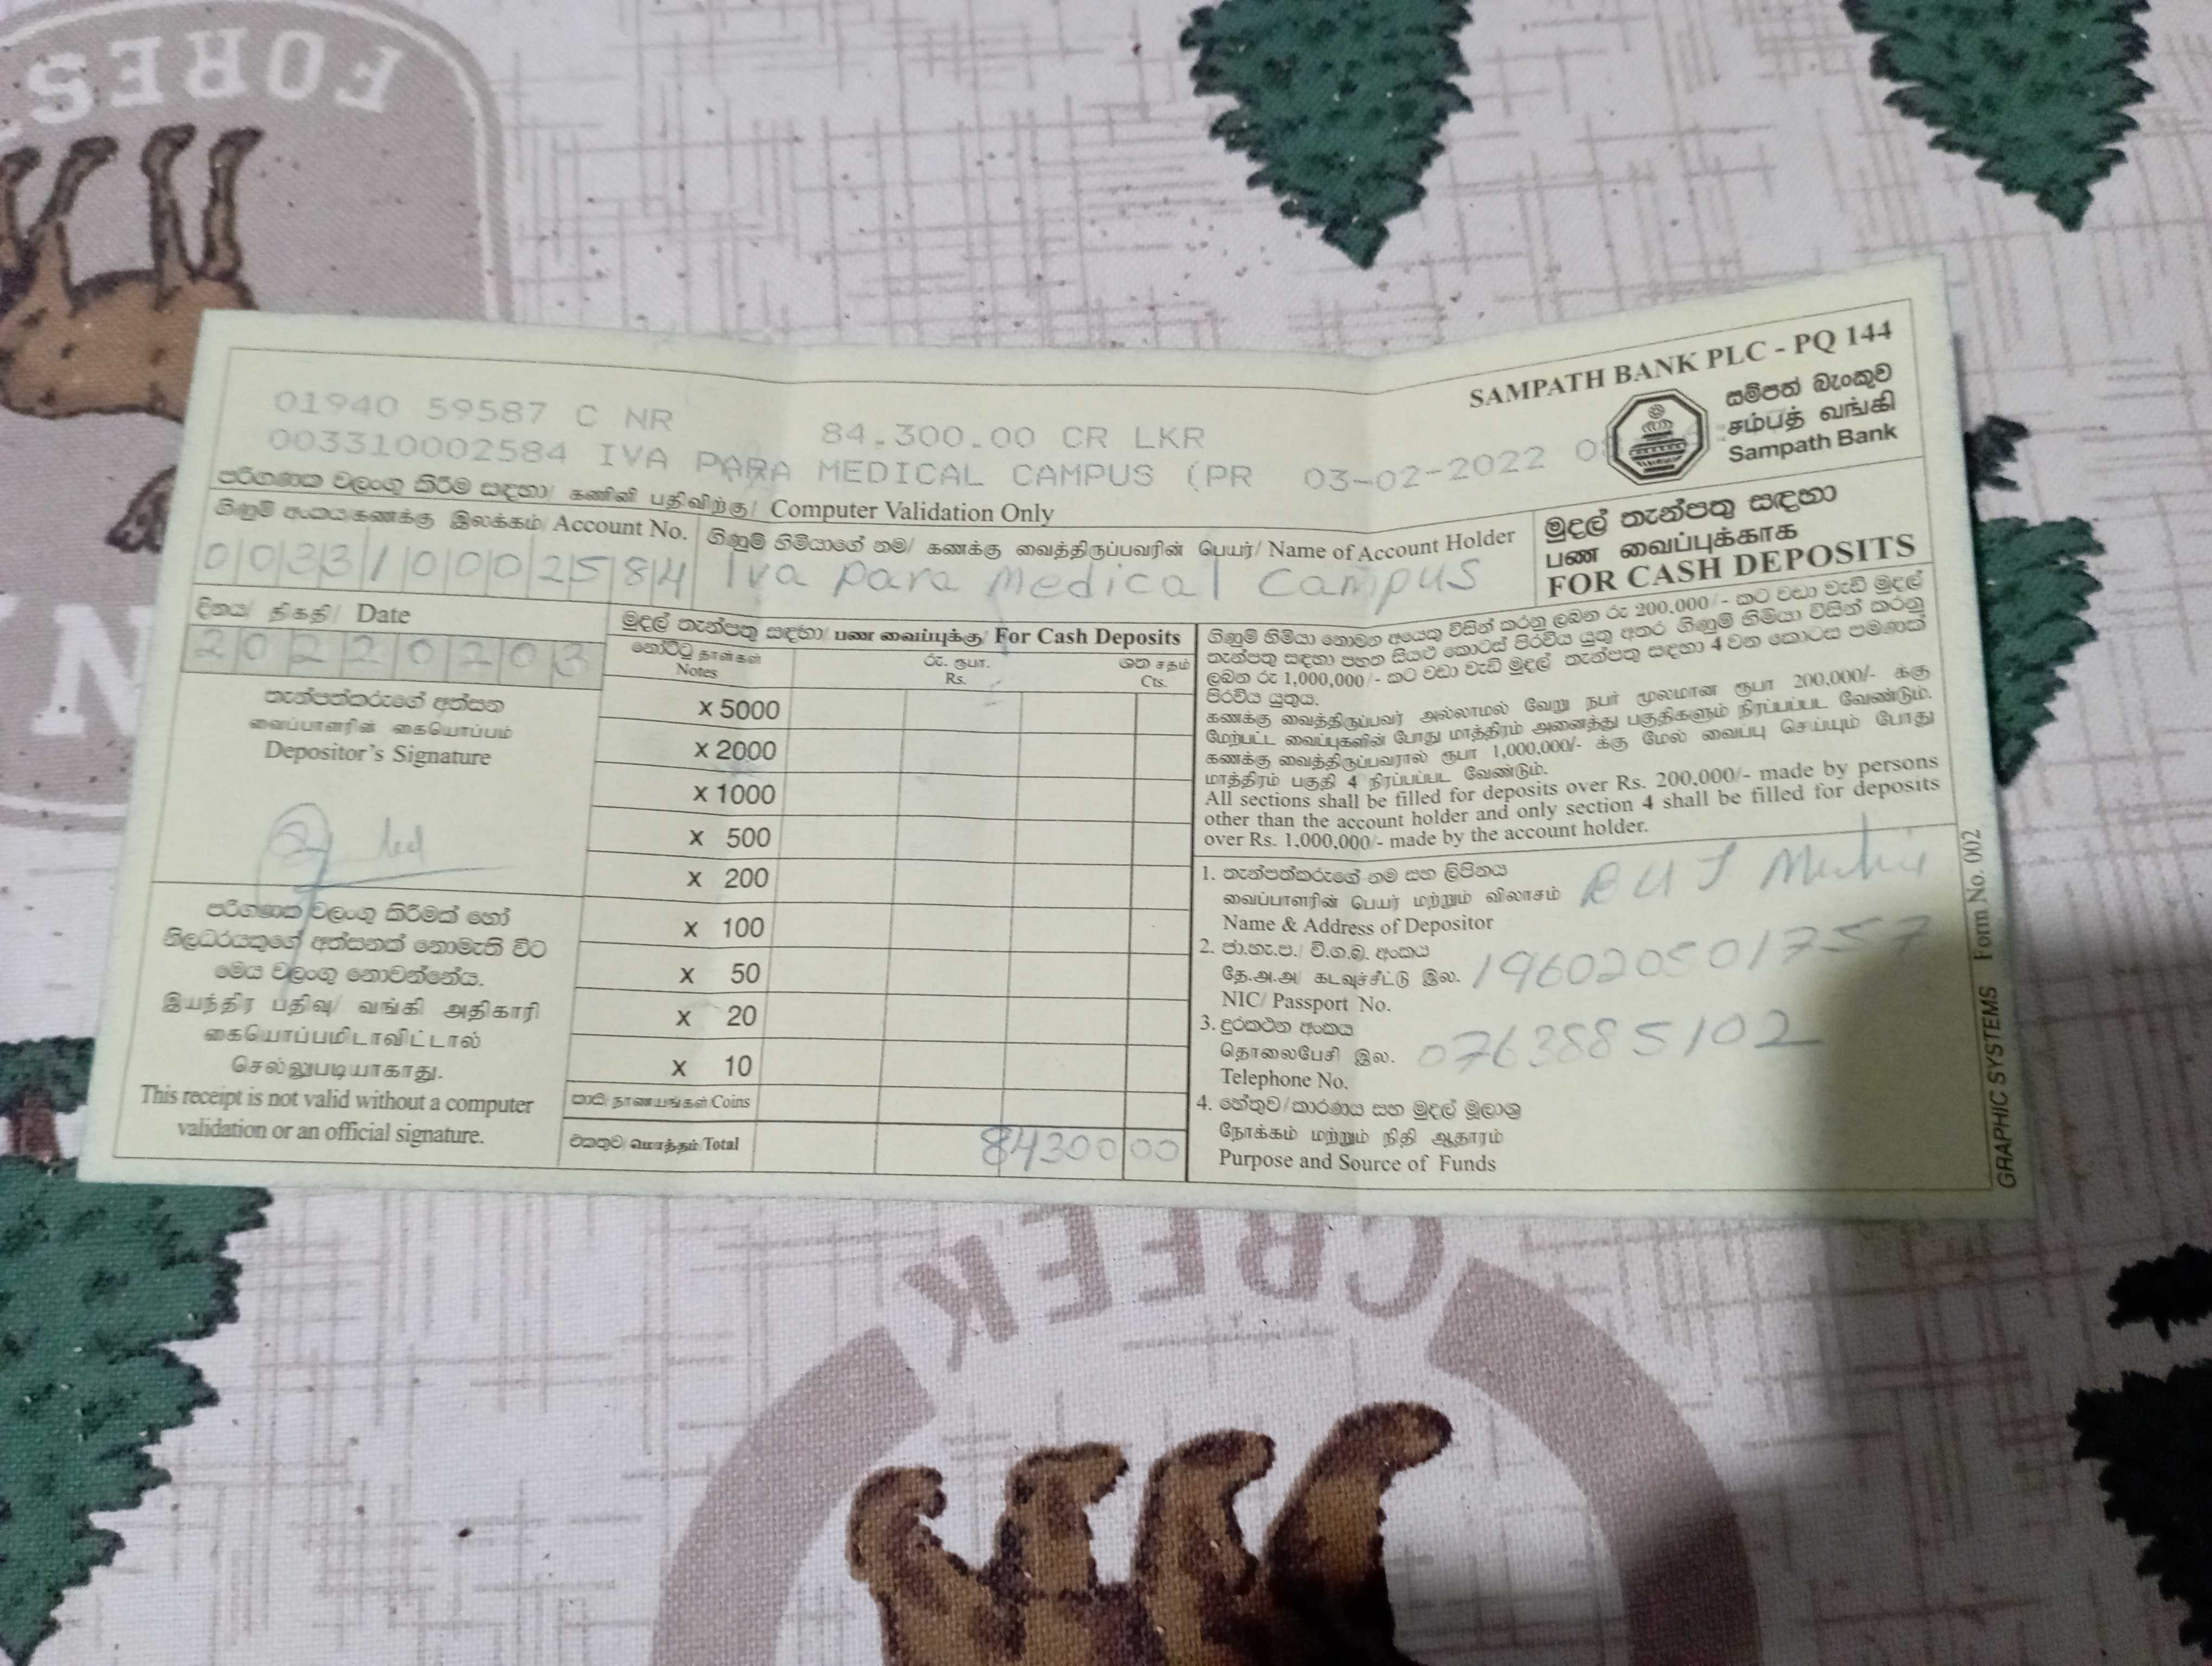 SAMPATH BANK PLC - PQ 144
සම්පත් බැංකුව
சம்பத் வங்கி
Sampath Bank
01940 59587 C NR
84,300.00 CR LKR
003310002584 IVA PARA MEDICAL CAMPUS (PR 03-02-2022
පරිගණක වලංගු කිරීම සඳහා/ கணினி பதிவிற்கு/ Computer Validation Only
ගිණුම් අංකය/கணக்கு இலக்கம்/ Account No.
003310002584
ගිණුම් හිමියාගේ නම/ கணக்கு வைத்திருப்பவரின் பெயர்/ Name of Account Holder
Iva para medical campus
මුදල් තැන්පතු සඳහා
பண வைப்புக்காக
FOR CASH DEPOSITS
දිනය/ திகதி/ Date
20220203
තැන්පත්කරුගේ අත්සන
வைப்பாளரின் கையொப்பம்
Depositor's Signature
පරිගණක වලංගු කිරීමක් හෝ
නිලධරයකුගේ අත්සනක් නොමැති විට
මෙය වලංගු නොවන්නේය.
இயந்திர பதிவு/ வங்கி அதிகாரி
கையொப்பமிடாவிட்டால்
செல்லுபடியாகாது.
This receipt is not valid without a computer
validation or an official signature.
මුදල් තැන්පතු සඳහා/ பண வைப்புக்கு/ For Cash Deposits
නෝට්ටු தாள்கள்
Notes
රු. ரூபா.
Rs.
ශත சதம்
Cts.
X 5000
X 2000
X 1000
X 500
X 200
X 100
X 50
X 20
X 10
කාසි/நாணயங்கள்/Coins
එකතුව/மொத்தம்/Total
84300 00
ගිණුම් හිමියා නොමන අයෙකු විසින් කරනු ලබන රු 200,000/- කට වඩා වැඩි මුදල්
තැන්පතු සඳහා පහත සියළු කොටස් පිරවිය යුතු අතර ගිණුම් හිමියා විසින් කරනු
ලබන රු 1,000,000/- කට වඩා වැඩි මුදල් තැන්පතු සඳහා 4 වන කොටස පමණක්
පිරවිය යුතුය.
கணக்கு வைத்திருப்பவர் அல்லாமல் வேறு நபர் மூலமான ரூபா 200,000/- க்கு
மேற்பட்ட வைப்புகளின் போது மாத்திரம் அனைத்து பகுதிகளும் நிரப்பப்பட வேண்டும்.
கணக்கு வைத்திருப்பவரால் ரூபா 1,000,000/- க்கு மேல் வைப்பு செய்யும் போது
மாத்திரம் பகுதி 4 நிரப்பப்பட வேண்டும்.
All sections shall be filled for deposits over Rs. 200,000/- made by persons
other than the account holder and only section 4 shall be filled for deposits
over Rs. 1,000,000/- made by the account holder.
1. තැන්පත්කරුගේ නම සහ ලිපිනය
வைப்பாளரின் பெயர் மற்றும் விலாசம்
Name & Address of Depositor
2. ජා.හැ.ප./ වි.ග.බ. අංකය
தே.அ.அ/ கடவுச்சீட்டு இல.
NIC/ Passport No.
196020501757
3. දුරකථන අංකය
தொலைபேசி இல.
Telephone No.
0763885102
4. හේතුව/කාරණය සහ මුදල් මූලාශ්‍ර
நோக்கம் மற்றும் நிதி ஆதாரம்
Purpose and Source of Funds
GRAPHIC SYSTEMS Form No. 002
FORES
CREEK